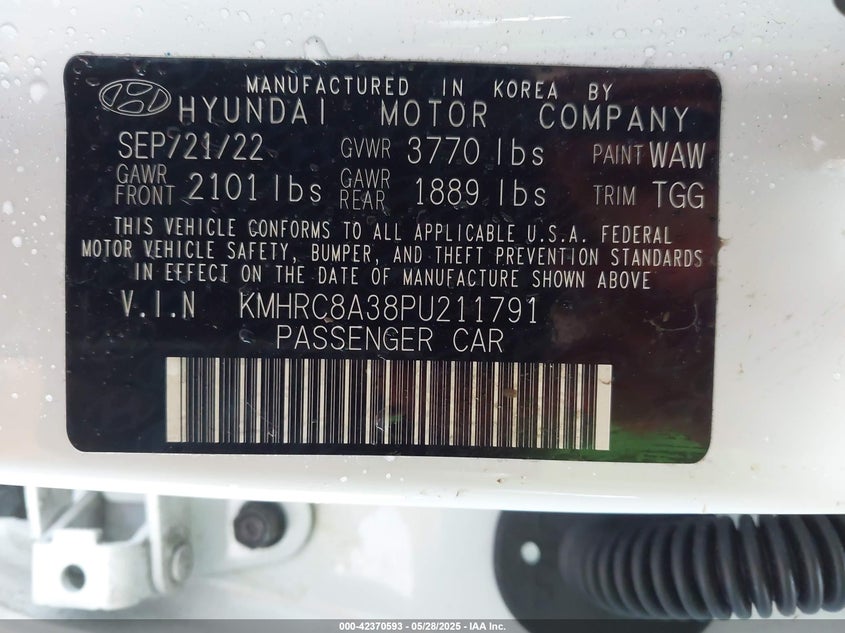 MANUFACTURED IN KOREA BY
HYUNDAI MOTOR COMPANY
SEP/21/22 GVWR 3770 lbs PAINT WAW
GAWR FRONT 2101 lbs GAWR REAR 1889 lbs TRIM TGG
THIS VEHICLE CONFORMS TO ALL APPLICABLE U.S.A. FEDERAL
MOTOR VEHICLE SAFETY, BUMPER, AND THEFT PREVENTION STANDARDS
IN EFFECT ON THE DATE OF MANUFACTURE SHOWN ABOVE
V.I.N KMHRC8A38PU211791
PASSENGER CAR
000-42370593 - 05/28/2025 - IAA Inc.